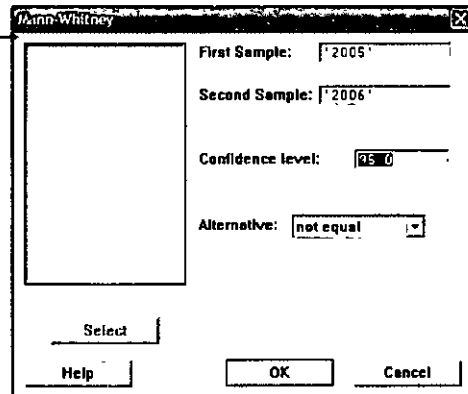 Mann-Whitney
First Sample: '2005'
Second Sample: '2006'
Confidence level: 95.0
Alternative: not equal
Select
Help OK Cancel